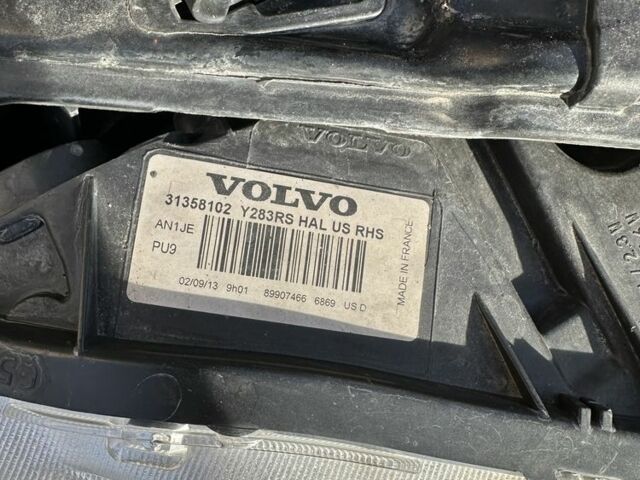 VOLVO
VOLVO
31358102 Y283RS HAL US RHS
AN1JE
PU9
MADE IN FRANCE
02/09/13 9h01 89907466 6869 US D